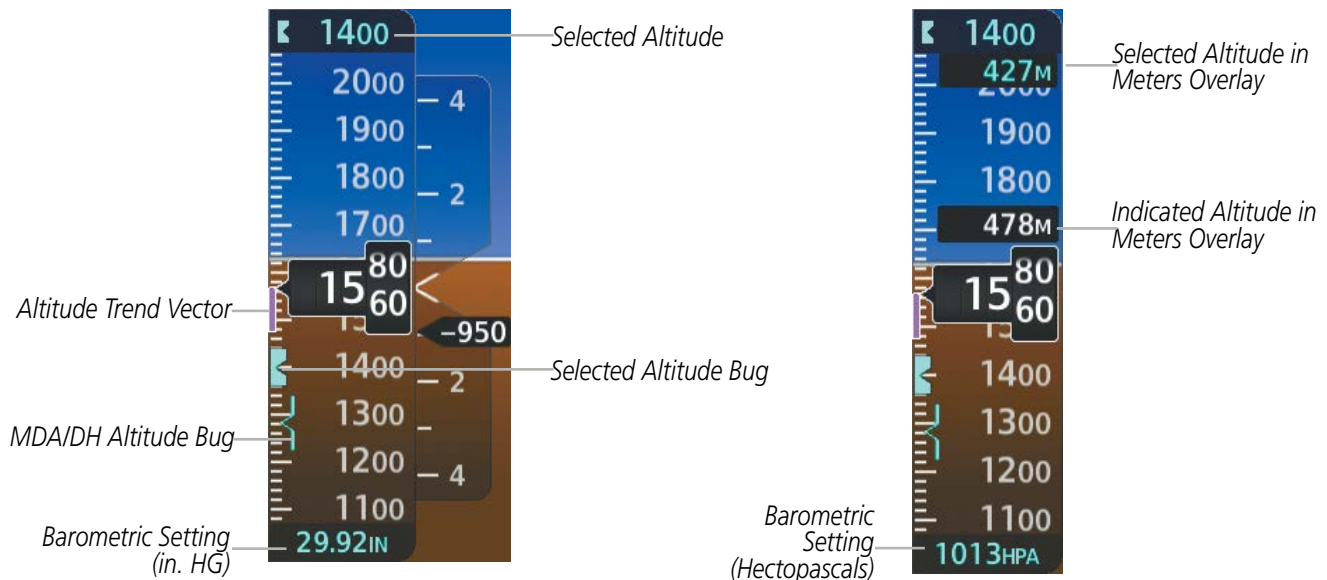 1400
Selected Altitude
2000
1900
1800
1700
4
2
15
80
60
-950
1400
1300
1200
1100
2
4
29.92IN
Altitude Trend Vector
Selected Altitude Bug
MDA/DH Altitude Bug
Barometric Setting
(in. HG)
1400
427M
Selected Altitude in
Meters Overlay
1900
1800
478M
Indicated Altitude in
Meters Overlay
15
80
60
1400
1300
1200
1100
1013HPA
Barometric
Setting
(Hectopascals)